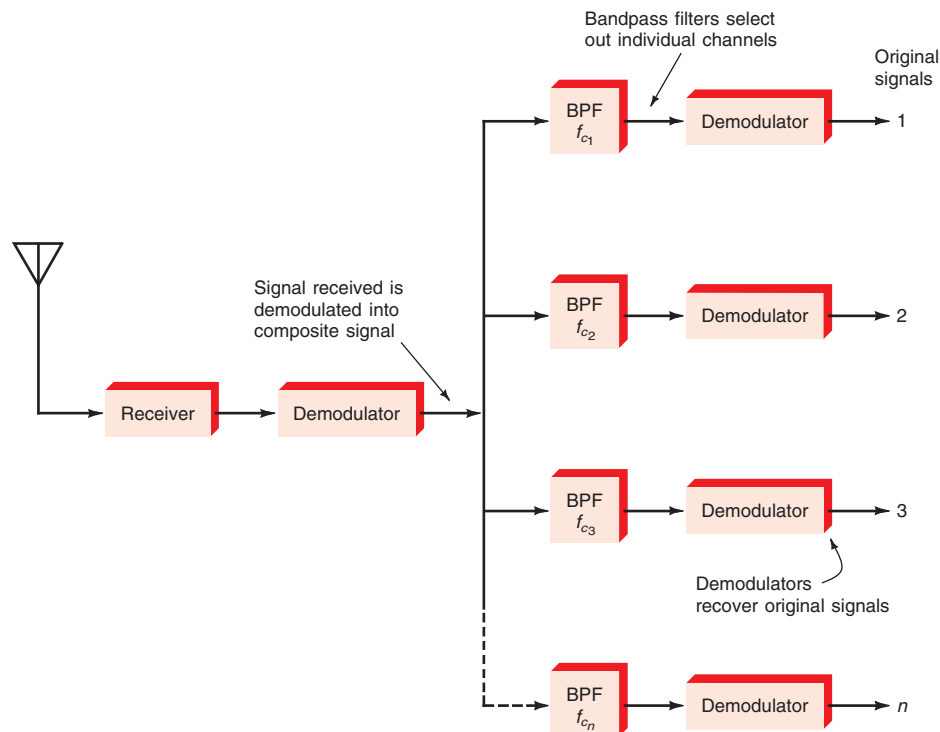 Bandpass filters select
out individual channels
Original
signals
BPF
fc1
Demodulator
1
Signal received is
demodulated into
composite signal
BPF
fc2
Demodulator
2
Receiver
Demodulator
BPF
fc3
Demodulator
3
Demodulators
recover original signals
BPF
fcn
Demodulator
n